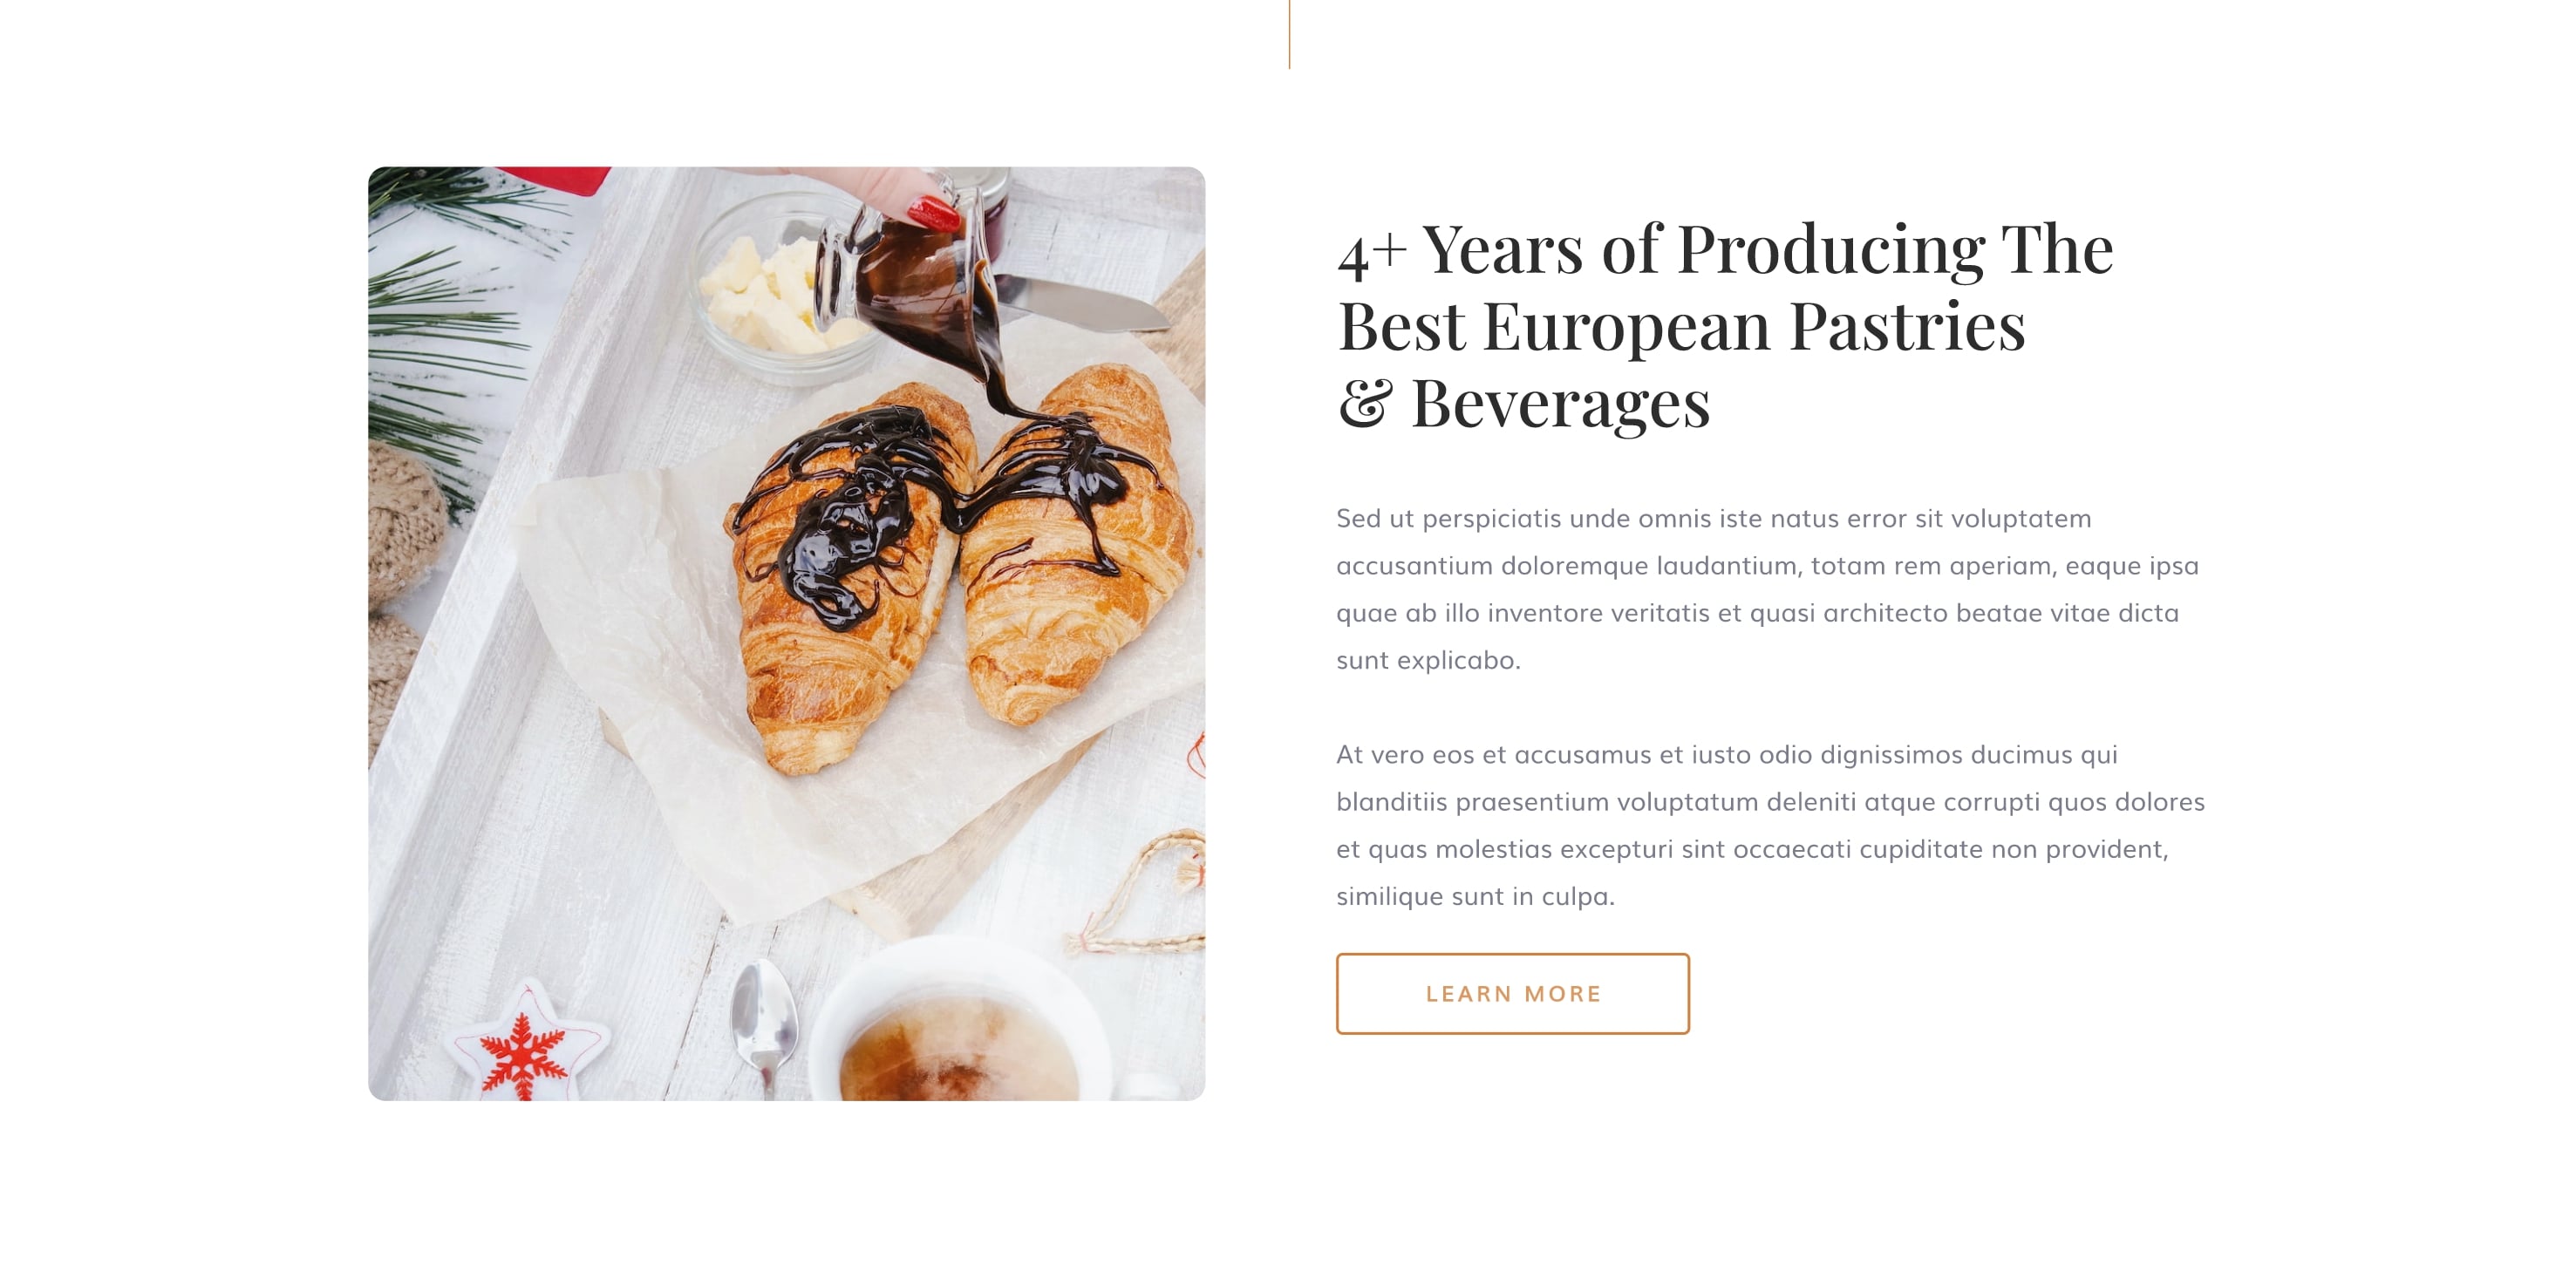 4+ Years of Producing The
Best European Pastries
& Beverages
Sed ut perspiciatis unde omnis iste natus error sit voluptatem
accusantium doloremque laudantium, totam rem aperiam, eaque ipsa
quae ab illo inventore veritatis et quasi architecto beatae vitae dicta
sunt explicabo.
At vero eos et accusamus et iusto odio dignissimos ducimus qui
blanditiis praesentium voluptatum deleniti atque corrupti quos dolores
et quas molestias excepturi sint occaecati cupiditate non provident,
similique sunt in culpa.
LEARN MORE